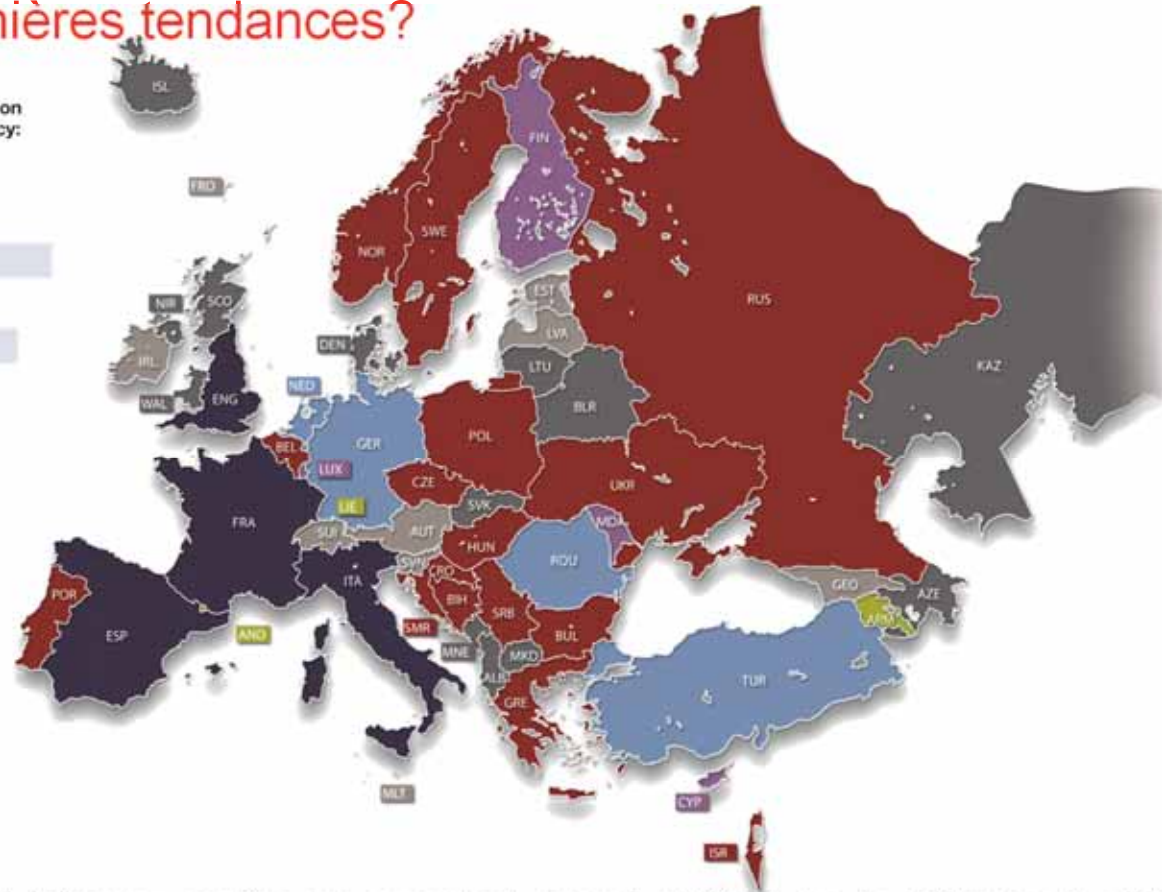 nières tendances?
ISL
on
cy:
FIN
FRO
SWE
NOR
NIR
SCO
EST
RUS
DEN
LVA
IRL
LTU
KAZ
NED
WAL
ENG
BLR
GER
POL
BEL
LUX
CZE
UKR
LIE
SVK
FRA
SUI
AUT
MDA
HUN
SVN
ROU
CRO
ITA
GEO
POR
BIH
AZE
SRB
ARM
ESP
AND
SMR
BUL
MNE
MKD
ALB
TUR
GRE
MLT
CYP
ISR